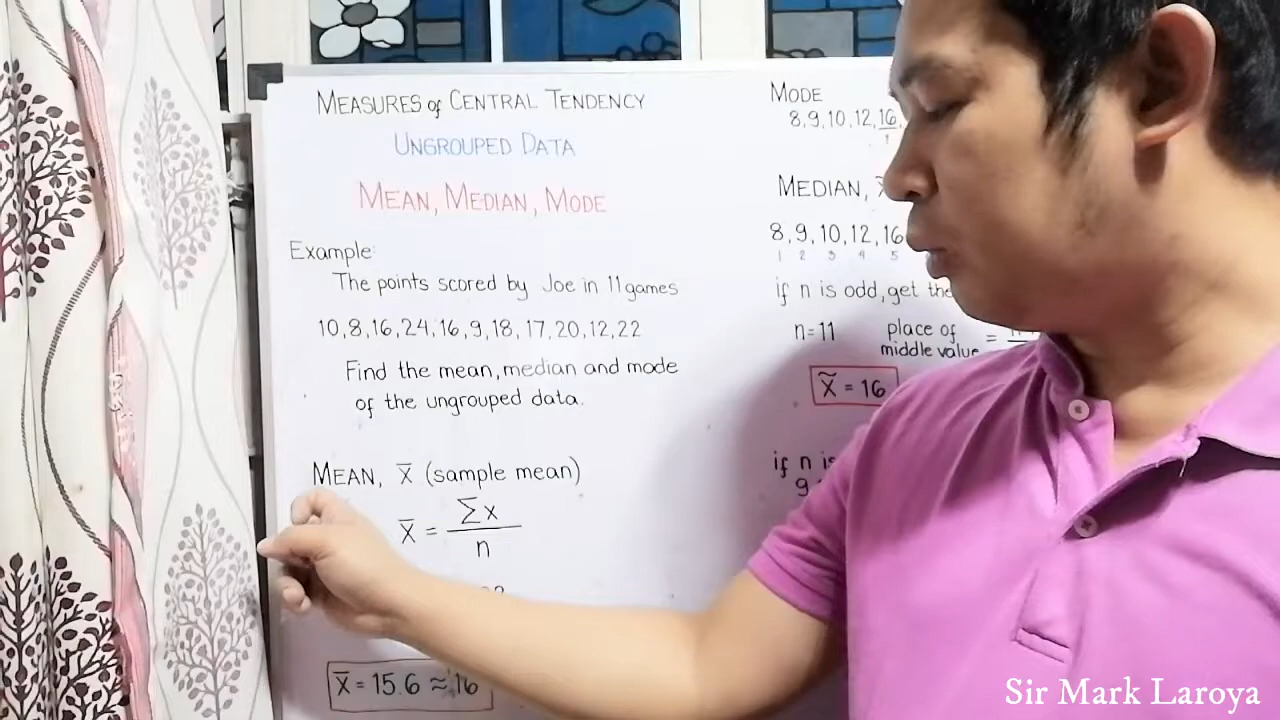 MEASURES of CENTRAL TENDENCY
UNGROUPED DATA
MEAN, MEDIAN, MODE
Example:
The points scored by Joe in 11 games
10, 8, 16, 24, 16, 9, 18, 17, 20, 12, 22
Find the mean, median and mode
of the ungrouped data.
MEAN, x̅ (sample mean)
x̅ = ∑x
n
x̅ = 15.6 ≈ 16
MODE
8, 9, 10, 12, 16,
1
MEDIAN,
8, 9, 10, 12, 16
1 2 3 4 5
if n is odd, get the
n = 11 place of
middle value =
x̃ = 16
if n is
Sir Mark Laroya